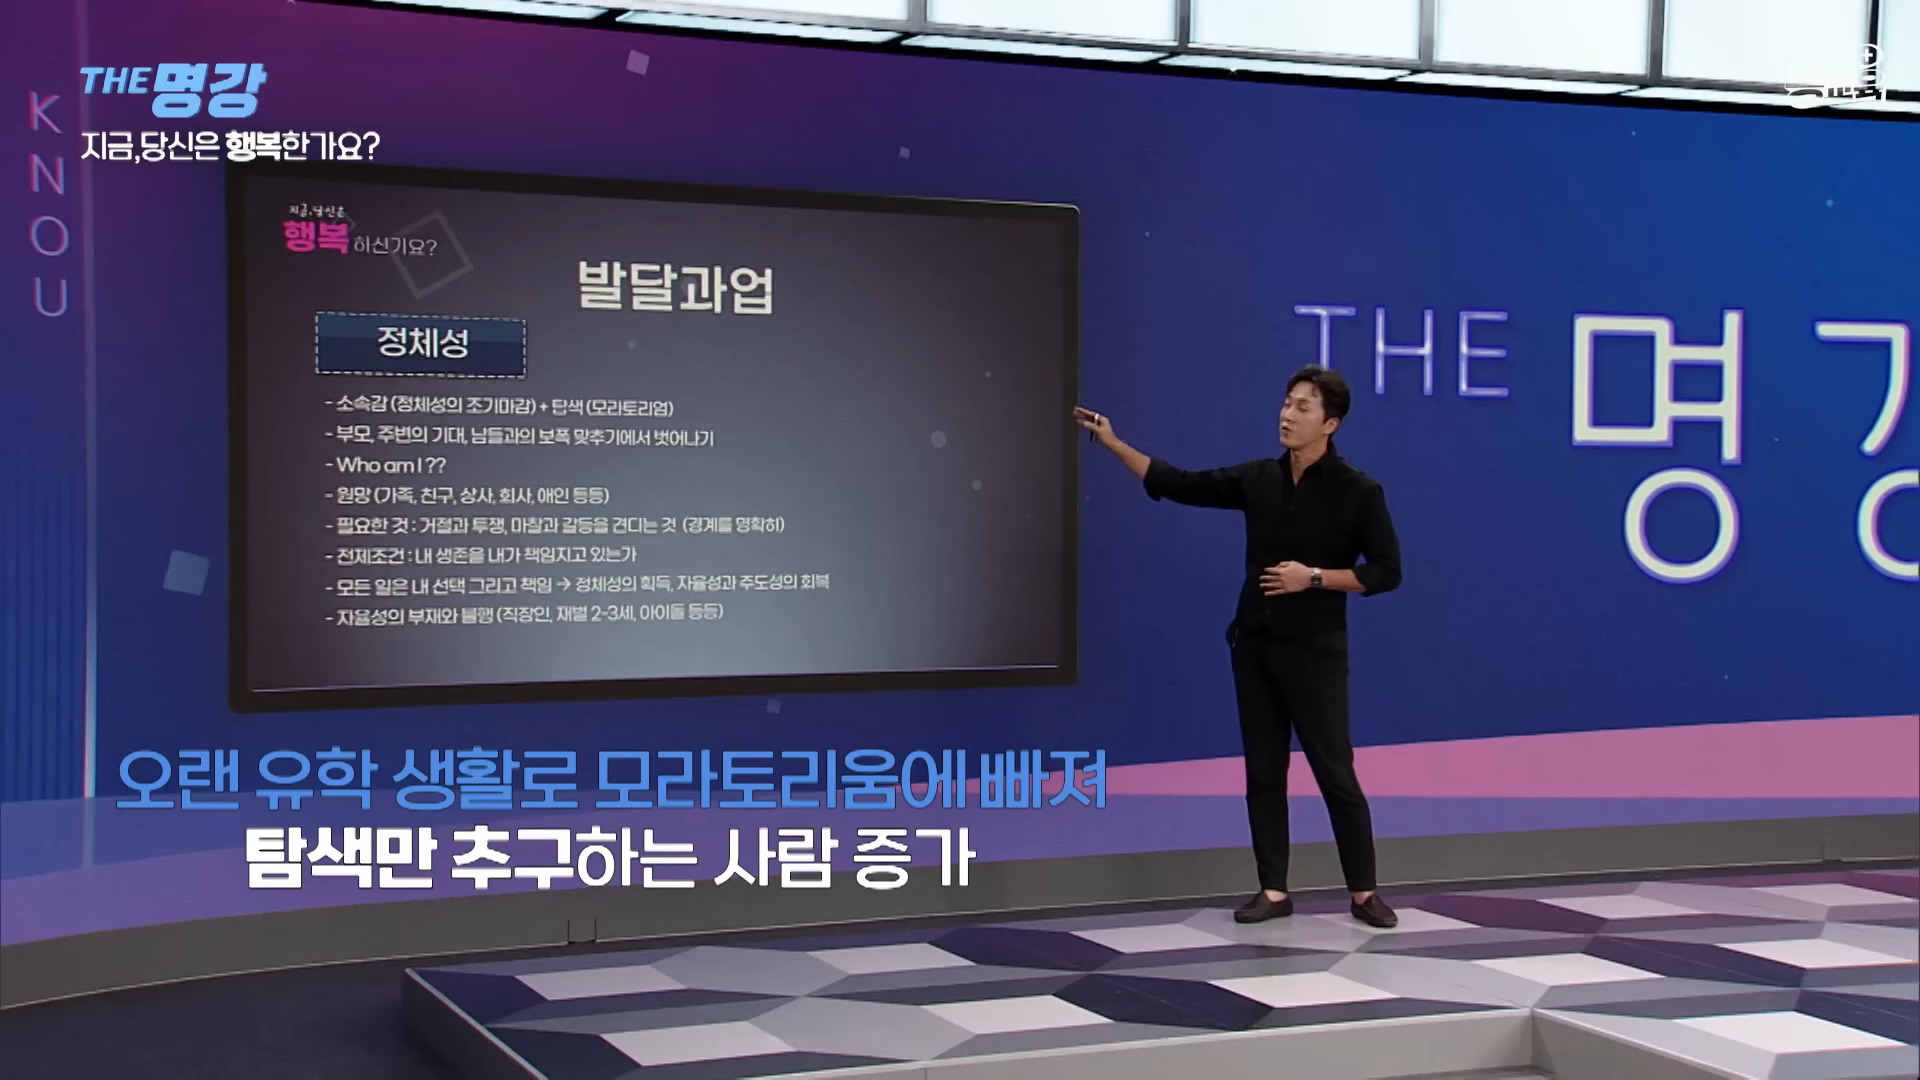 THE명강
지금,당신은 행복한가요?
KNOU
지금,당신은
행복 하신기요?
발달과업
정체성
- 소속감 (정체성의 조기마감) + 탐색 (모라토리엄)
- 부모, 주변의 기대, 남들과의 보폭 맞추기에서 벗어나기
- Who am I ??
- 원망 (가족, 친구, 상사, 회사, 애인 등등)
- 필요한 것 : 거절과 투쟁, 마찰과 갈등을 견디는 것 (경계를 명확히)
- 전제조건 : 내 생존을 내가 책임지고 있는가
- 모든 일은 내 선택 그리고 책임 → 정체성의 획득, 자율성과 주도성의 회복
- 자율성의 부재와 불행 (직장인, 재벌 2-3세, 아이돌 등등)
THE 명강
오랜 유학 생활로 모라토리움에 빠져
탐색만 추구하는 사람 증가